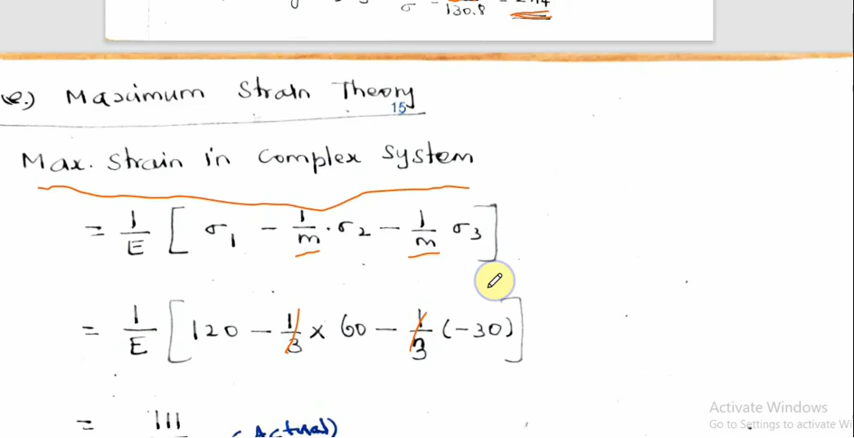 σ = 130.8
e.) Maximum Strain Theory
15
Max. Strain in Complex System
= 1/E [ σ1 - 1/m · σ2 - 1/m σ3 ]
= 1/E [ 120 - 1/3 × 60 - 1/3 (-30) ]
= 111 (Actual)
Activate Windows
Go to Settings to activate Wi